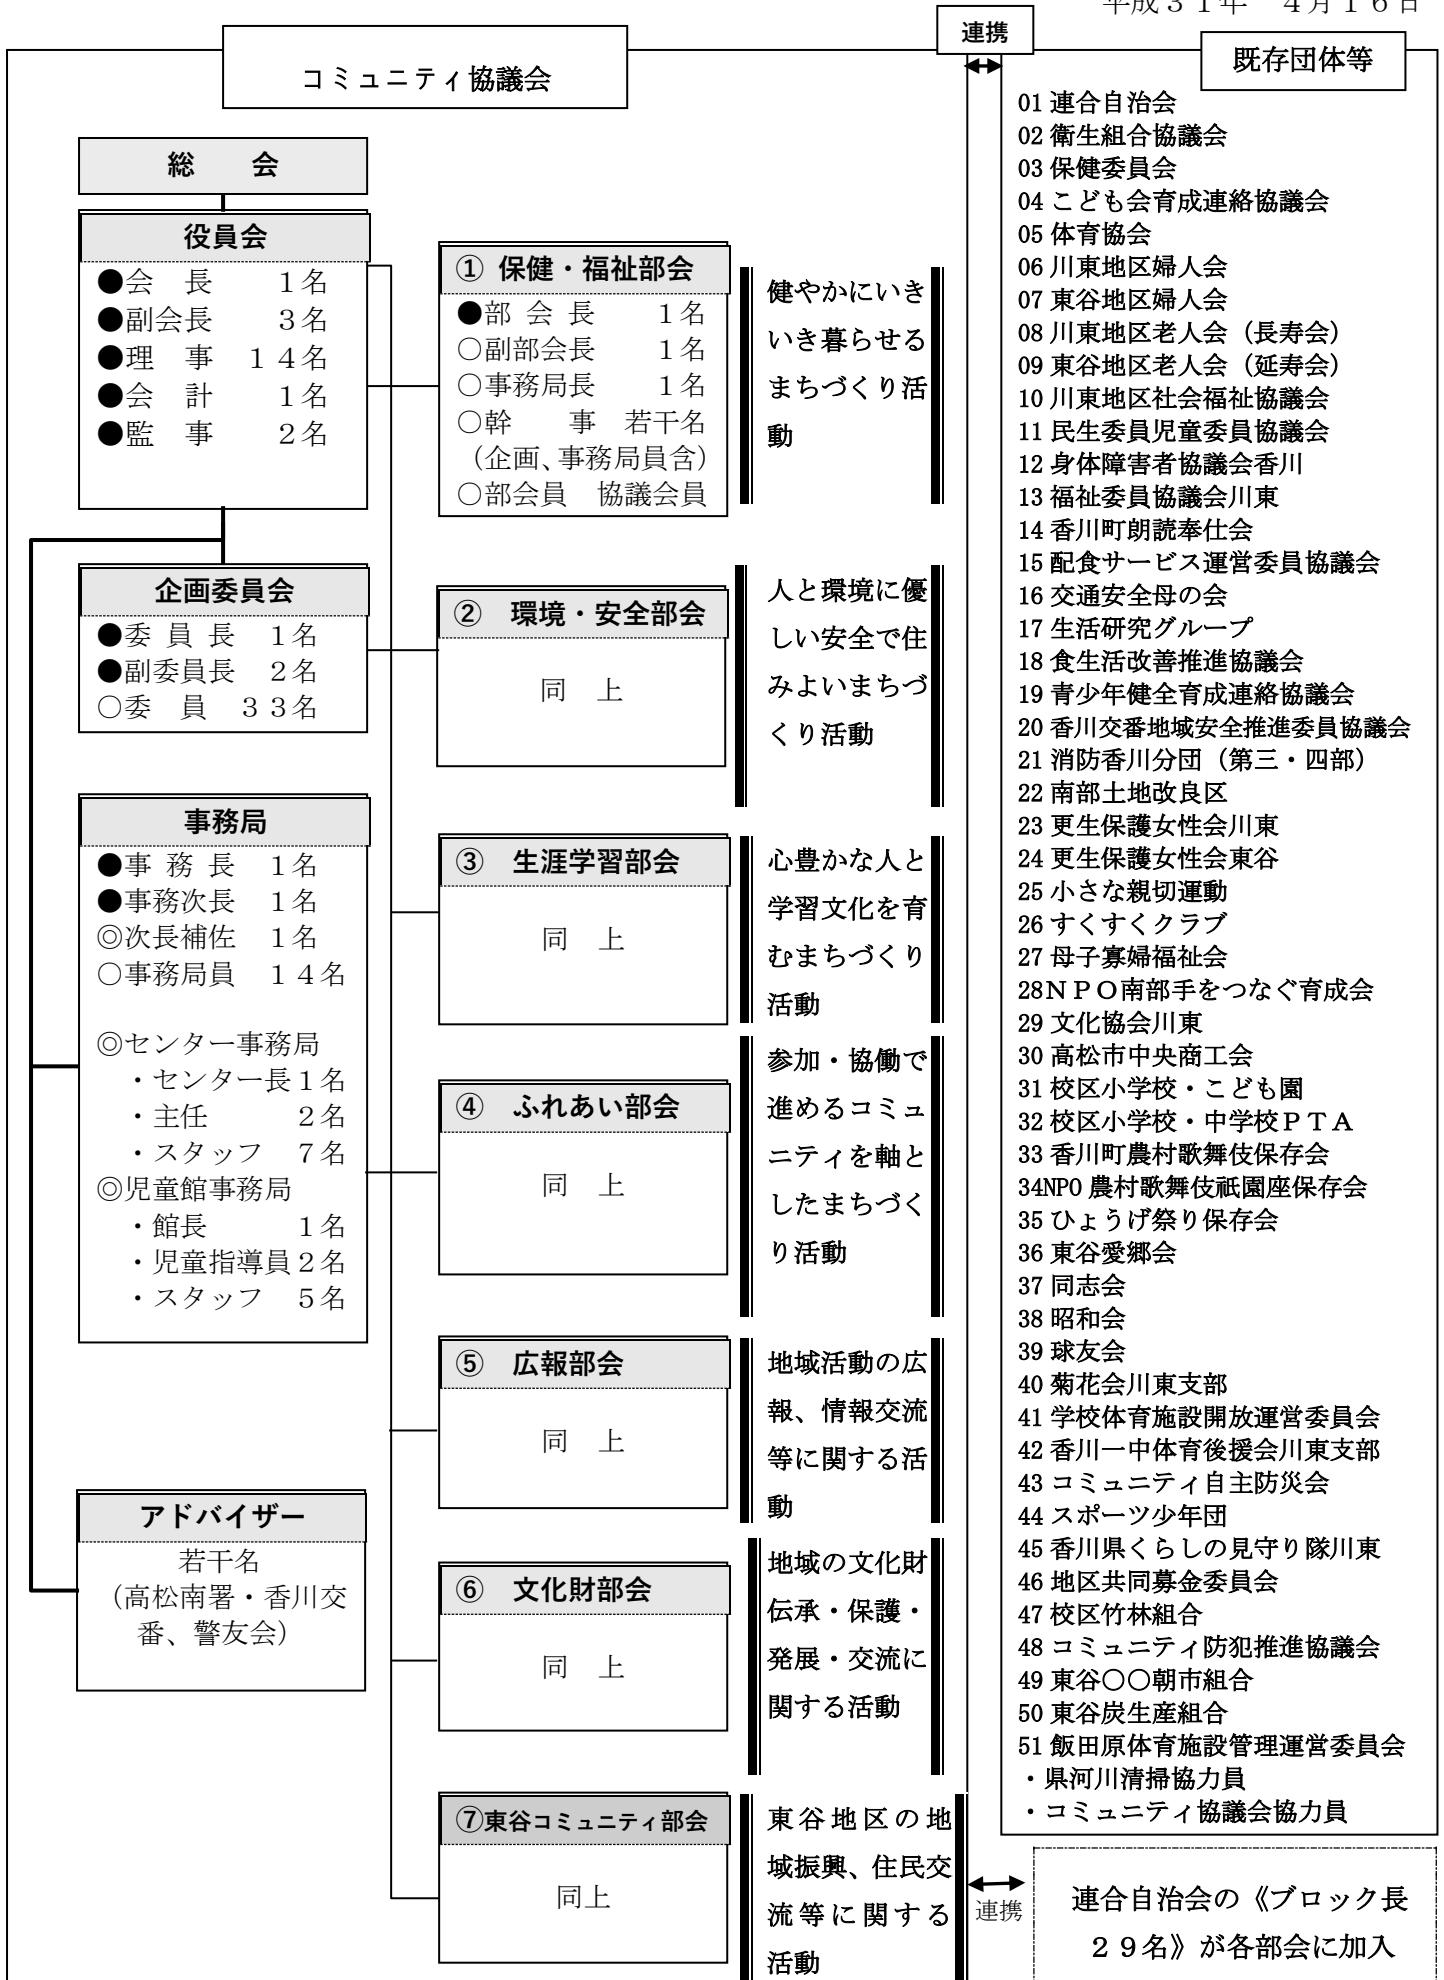 平成３１年　４月１６日
コミュニティ協議会
連携
既存団体等
総　　会
役員会
●会　長　　１名
●副会長　　３名
●理　事　１４名
●会　計　　１名
●監　事　　２名
企画委員会
●委 員 長　１名
●副委員長　２名
○委　員　３３名
事務局
●事 務 長　１名
●事務次長　１名
◎次長補佐　１名
○事務局員　１４名
◎センター事務局
・センター長１名
・主任　　　２名
・スタッフ　７名
◎児童館事務局
・館長　　　１名
・児童指導員２名
・スタッフ　５名
アドバイザー
若干名
（高松南署・香川交
番、警友会）
① 保健・福祉部会
●部 会 長　　１名
○副部会長　　１名
○事務局長　　１名
○幹　　事　若干名
（企画、事務局員含）
○部会員　協議会員
健やかにいき
いき暮らせる
まちづくり活
動
②　環境・安全部会
同　上
人と環境に優
しい安全で住
みよいまちづ
くり活動
③　生涯学習部会
同　上
心豊かな人と
学習文化を育
むまちづくり
活動
④　ふれあい部会
同　上
参加・協働で
進めるコミュ
ニティを軸と
したまちづく
り活動
⑤　広報部会
同　上
地域活動の広
報、情報交流
等に関する活
動
⑥　文化財部会
同　上
地域の文化財
伝承・保護・
発展・交流に
関する活動
⑦東谷コミュニティ部会
同上
東谷地区の地
域振興、住民交
流等に関する
活動
01 連合自治会
02 衛生組合協議会
03 保健委員会
04 こども会育成連絡協議会
05 体育協会
06 川東地区婦人会
07 東谷地区婦人会
08 川東地区老人会（長寿会）
09 東谷地区老人会（延寿会）
10 川東地区社会福祉協議会
11 民生委員児童委員協議会
12 身体障害者協議会香川
13 福祉委員協議会川東
14 香川町朗読奉仕会
15 配食サービス運営委員協議会
16 交通安全母の会
17 生活研究グループ
18 食生活改善推進協議会
19 青少年健全育成連絡協議会
20 香川交番地域安全推進委員協議会
21 消防香川分団（第三・四部）
22 南部土地改良区
23 更生保護女性会川東
24 更生保護女性会東谷
25 小さな親切運動
26 すくすくクラブ
27 母子寡婦福祉会
28ＮＰＯ南部手をつなぐ育成会
29 文化協会川東
30 高松市中央商工会
31 校区小学校・こども園
32 校区小学校・中学校ＰＴＡ
33 香川町農村歌舞伎保存会
34NPO 農村歌舞伎祇園座保存会
35 ひょうげ祭り保存会
36 東谷愛郷会
37 同志会
38 昭和会
39 球友会
40 菊花会川東支部
41 学校体育施設開放運営委員会
42 香川一中体育後援会川東支部
43 コミュニティ自主防災会
44 スポーツ少年団
45 香川県くらしの見守り隊川東
46 地区共同募金委員会
47 校区竹林組合
48 コミュニティ防犯推進協議会
49 東谷〇〇朝市組合
50 東谷炭生産組合
51 飯田原体育施設管理運営委員会
・県河川清掃協力員
・コミュニティ協議会協力員
連携
連合自治会の《ブロック長
２９名》が各部会に加入